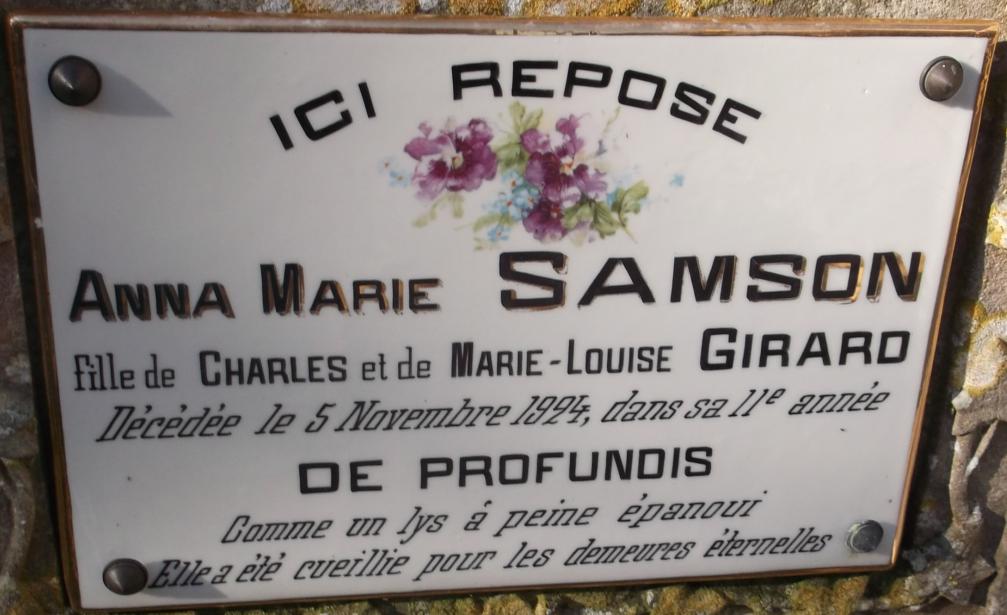 ICI REPOSE
ANNA MARIE SAMSON
fille de CHARLES et de MARIE-LOUISE GIRARD
Décédée le 5 Novembre 1924, dans sa 11e année
DE PROFUNDIS
Comme un lys á peine épanoui
Elle a été cueillie pour les demeures éternelles